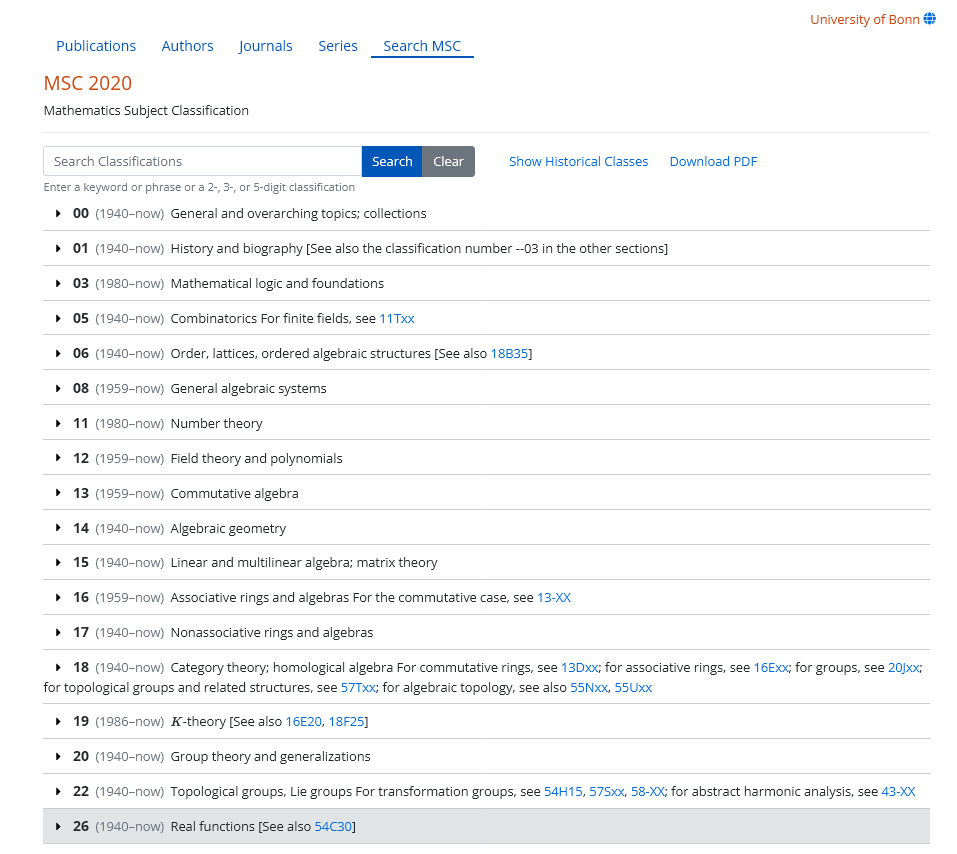 University of Bonn
Publications Authors Journals Series Search MSC
MSC 2020
Mathematics Subject Classification
Search Classifications Search Clear Show Historical Classes Download PDF
Enter a keyword or phrase or a 2-, 3-, or 5-digit classification
00 (1940–now) General and overarching topics; collections
01 (1940–now) History and biography [See also the classification number --03 in the other sections]
03 (1980–now) Mathematical logic and foundations
05 (1940–now) Combinatorics For finite fields, see 11Txx
06 (1940–now) Order, lattices, ordered algebraic structures [See also 18B35]
08 (1959–now) General algebraic systems
11 (1980–now) Number theory
12 (1959–now) Field theory and polynomials
13 (1959–now) Commutative algebra
14 (1940–now) Algebraic geometry
15 (1940–now) Linear and multilinear algebra; matrix theory
16 (1959–now) Associative rings and algebras For the commutative case, see 13-XX
17 (1940–now) Nonassociative rings and algebras
18 (1940–now) Category theory; homological algebra For commutative rings, see 13Dxx; for associative rings, see 16Exx; for groups, see 20Jxx;
for topological groups and related structures, see 57Txx; for algebraic topology, see also 55Nxx, 55Uxx
19 (1986–now) K-theory [See also 16E20, 18F25]
20 (1940–now) Group theory and generalizations
22 (1940–now) Topological groups, Lie groups For transformation groups, see 54H15, 57Sxx, 58-XX; for abstract harmonic analysis, see 43-XX
26 (1940–now) Real functions [See also 54C30]